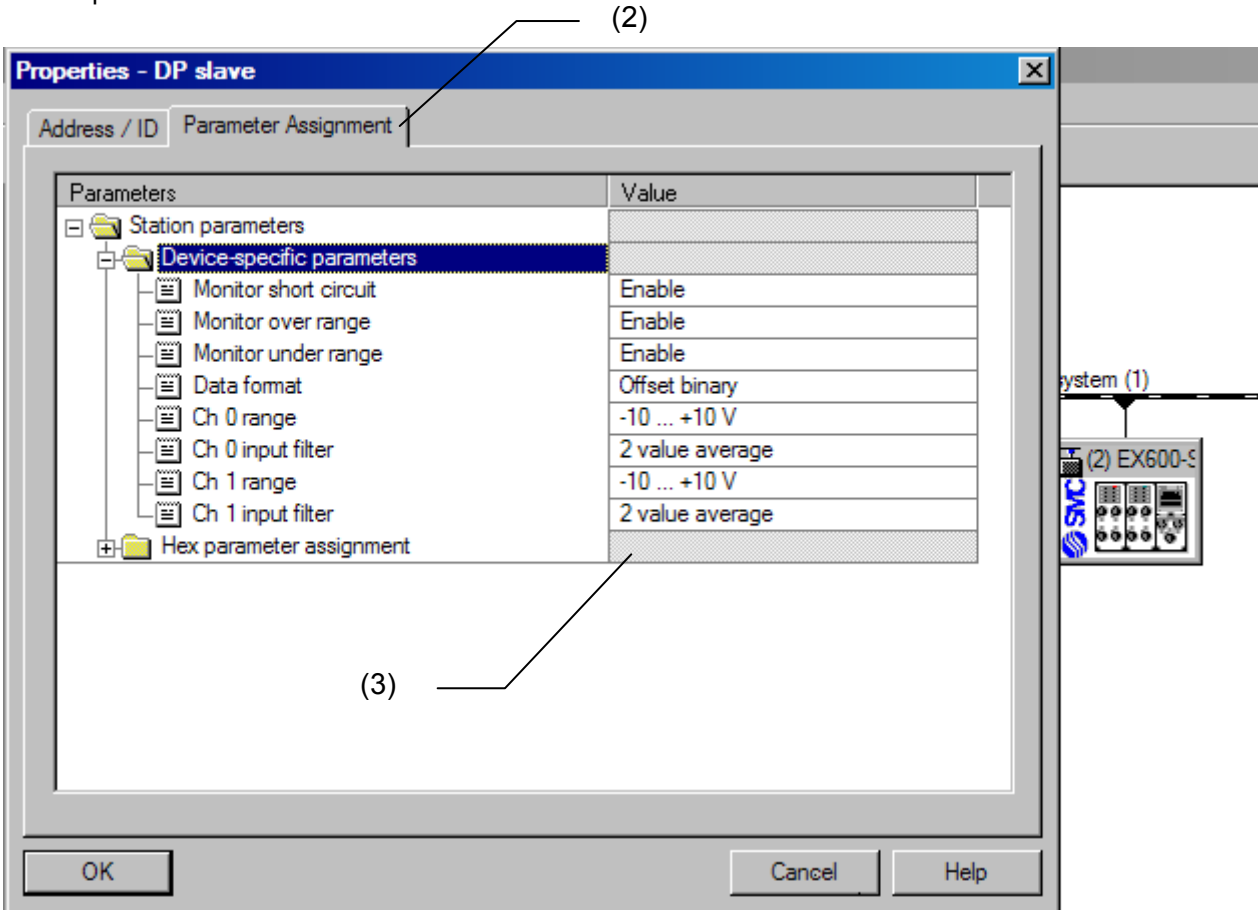 (2)
Properties - DP slave
Address / ID Parameter Assignment
Parameters Value
Station parameters
Device-specific parameters
Monitor short circuit Enable
Monitor over range Enable
Monitor under range Enable
Data format Offset binary
Ch 0 range -10 ... +10 V
Ch 0 input filter 2 value average
Ch 1 range -10 ... +10 V
Ch 1 input filter 2 value average
Hex parameter assignment
ystem (1)
(2) EX600-S
SMC
(3)
OK Cancel Help